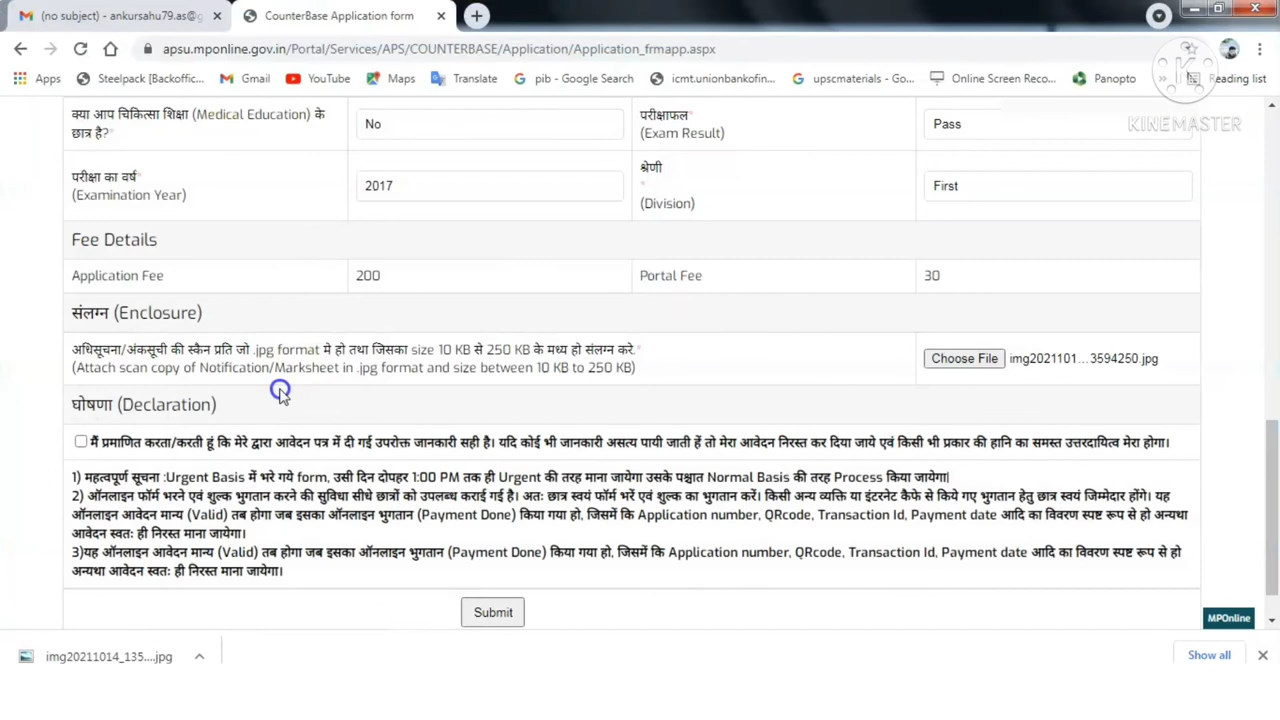 (no subject) - ankursahu79.as@g
CounterBase Application form
apsu.mponline.gov.in/Portal/Services/APS/COUNTERBASE/Application/Application_frmapp.aspx
Apps
Steelpack [Backoffic...
Gmail
YouTube
Maps
Translate
pib - Google Search
icmt.unionbankofin...
upscmaterials - Go...
Online Screen Reco...
Panopto
Reading list
KINEMASTER
क्या आप चिकित्सा शिक्षा (Medical Education) के
छात्र है?*
No
परीक्षाफल*
(Exam Result)
Pass
परीक्षा का वर्ष*
(Examination Year)
2017
श्रेणी
*
(Division)
First
Fee Details
Application Fee
200
Portal Fee
30
संलग्न (Enclosure)
अधिसूचना/अंकसूची की स्कैन प्रति जो .jpg format मे हो तथा जिसका size 10 KB से 250 KB के मध्य हो संलग्न करे.*
(Attach scan copy of Notification/Marksheet in .jpg format and size between 10 KB to 250 KB)
Choose File img2021101...3594250.jpg
घोषणा (Declaration)
मैं प्रमाणित करता/करती हूं कि मेरे द्वारा आवेदन पत्र में दी गई उपरोक्त जानकारी सही है। यदि कोई भी जानकारी असत्य पायी जाती हैं तो मेरा आवेदन निरस्त कर दिया जाये एवं किसी भी प्रकार की हानि का समस्त उत्तरदायित्व मेरा होगा।
1) महत्वपूर्ण सूचना :Urgent Basis में भरे गये form, उसी दिन दोपहर 1:00 PM तक ही Urgent की तरह माना जायेगा उसके पश्चात Normal Basis की तरह Process किया जायेगा|
2) ऑनलाइन फॉर्म भरने एवं शुल्क भुगतान करने की सुविधा सीधे छात्रों को उपलब्ध कराई गई है। अतः छात्र स्वयं फॉर्म भरें एवं शुल्क का भुगतान करें। किसी अन्य व्यक्ति या इंटरनेट कैफे से किये गए भुगतान हेतु छात्र स्वयं जिम्मेदार होंगे। यह
ऑनलाइन आवेदन मान्य (Valid) तब होगा जब इसका ऑनलाइन भुगतान (Payment Done) किया गया हो, जिसमें कि Application number, QRcode, Transaction Id, Payment date आदि का विवरण स्पष्ट रूप से हो अन्यथा
आवेदन स्वतः ही निरस्त माना जायेगा।
3)यह ऑनलाइन आवेदन मान्य (Valid) तब होगा जब इसका ऑनलाइन भुगतान (Payment Done) किया गया हो, जिसमें कि Application number, QRcode, Transaction Id, Payment date आदि का विवरण स्पष्ट रूप से हो
अन्यथा आवेदन स्वतः ही निरस्त माना जायेगा।
Submit
MPOnline
img20211014_135....jpg
Show all